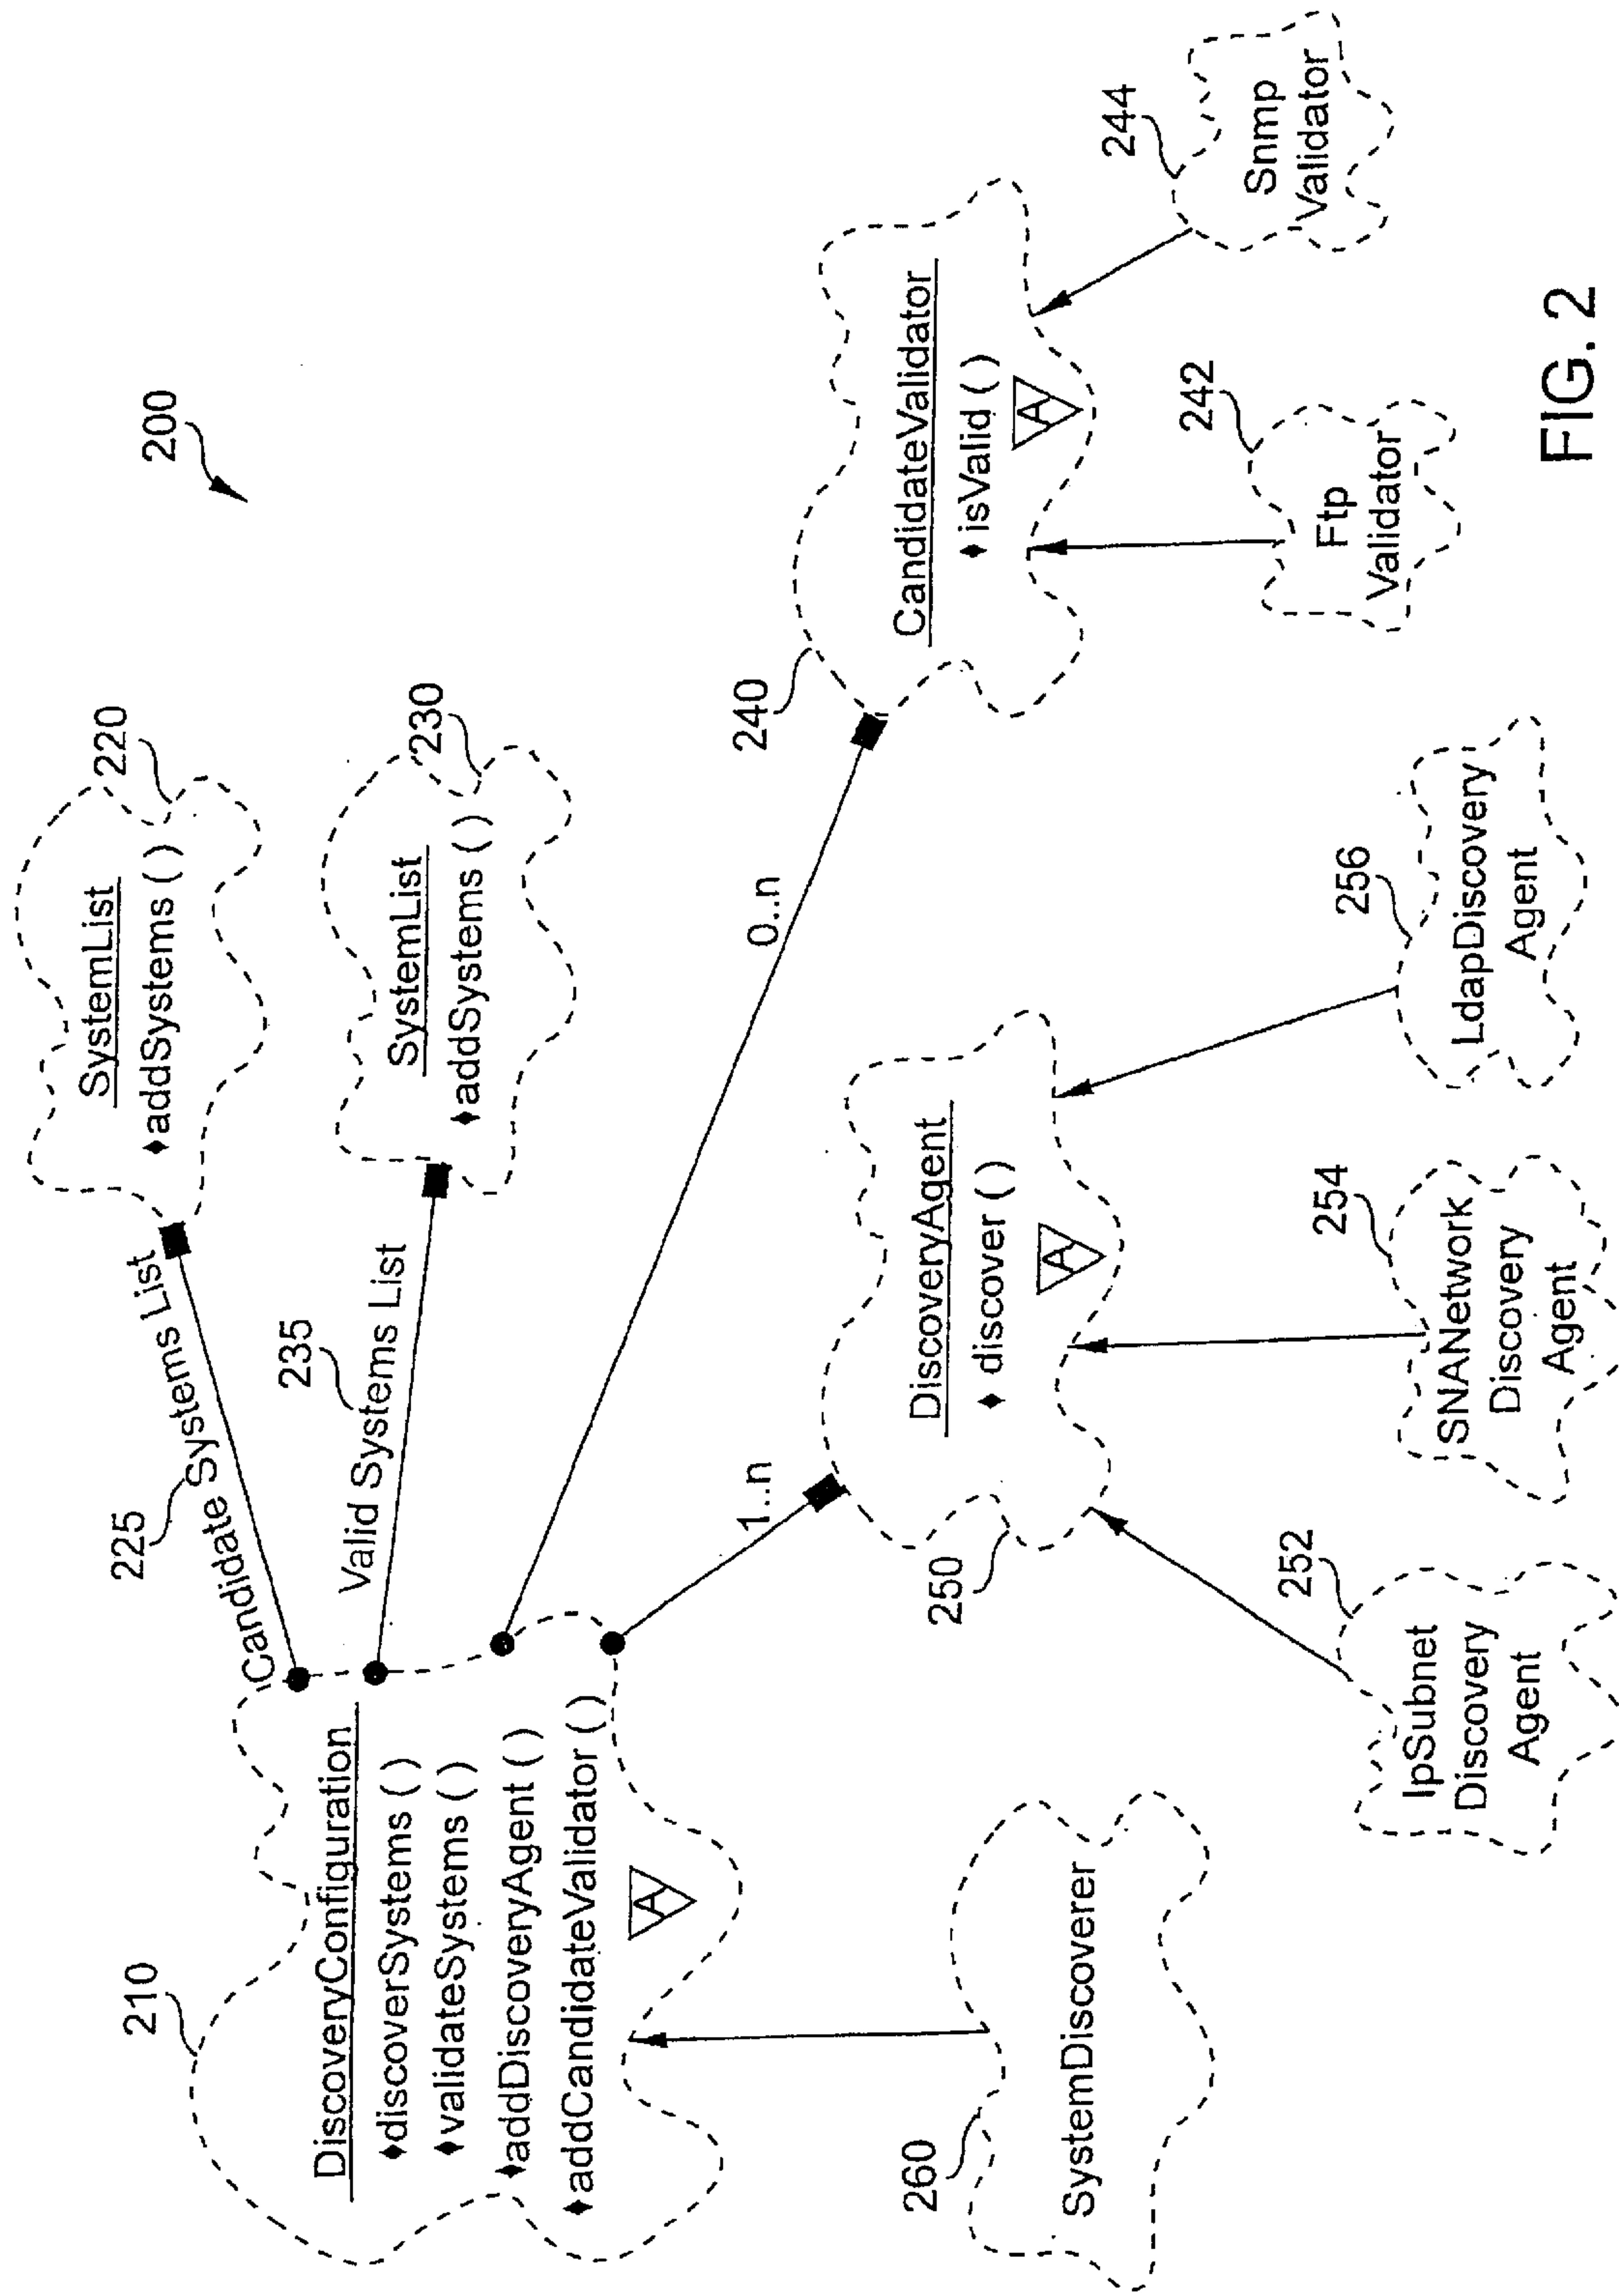 200
210
DiscoveryConfiguration
♦discoverSystems ( )
♦validateSystems ( )
♦addDiscoveryAgent ( )
♦addCandidateValidator ( )
A
225
Candidate Systems List
220
SystemList
♦addSystems ( )
235
Valid Systems List
230
SystemList
♦addSystems ( )
0..n
1..n
240
CandidateValidator
♦ isValid ( )
A
242
Ftp
Validator
244
Snmp
Validator
250
DiscoveryAgent
♦ discover ( )
A
252
IpSubnet
Discovery
Agent
254
SNANetwork
Discovery
Agent
256
LdapDiscovery
Agent
260
SystemDiscoverer
FIG. 2